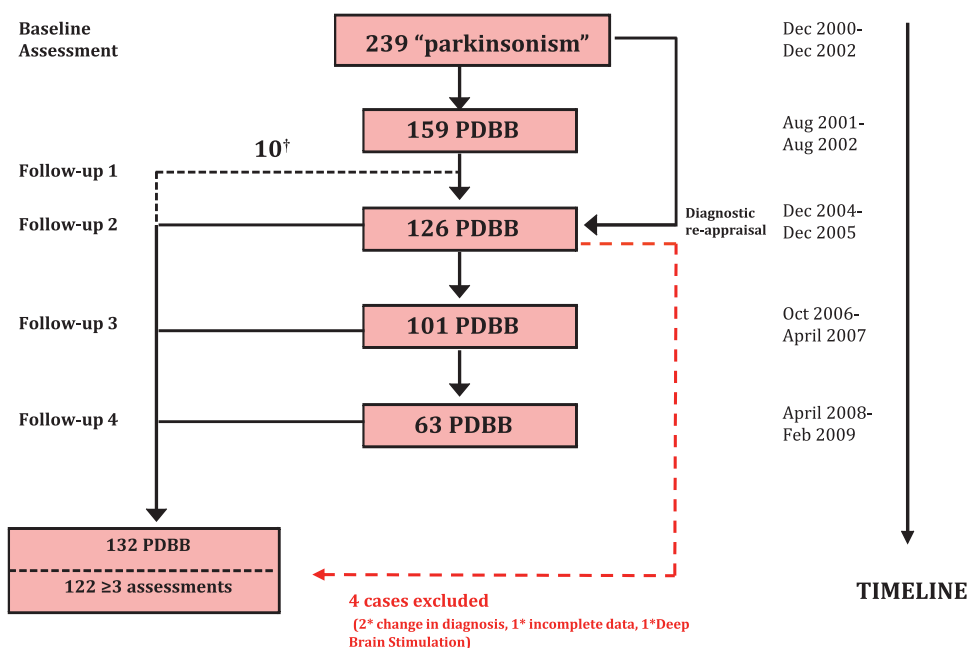 Baseline
Assessment
239 "parkinsonism"
Dec 2000-
Dec 2002
159 PDBB
Aug 2001-
Aug 2002
10†
Follow-up 1
Follow-up 2
126 PDBB
Diagnostic
re-appraisal
Dec 2004-
Dec 2005
Follow-up 3
101 PDBB
Oct 2006-
April 2007
Follow-up 4
63 PDBB
April 2008-
Feb 2009
132 PDBB
122 ≥3 assessments
4 cases excluded
(2* change in diagnosis, 1* incomplete data, 1*Deep
Brain Stimulation)
TIMELINE